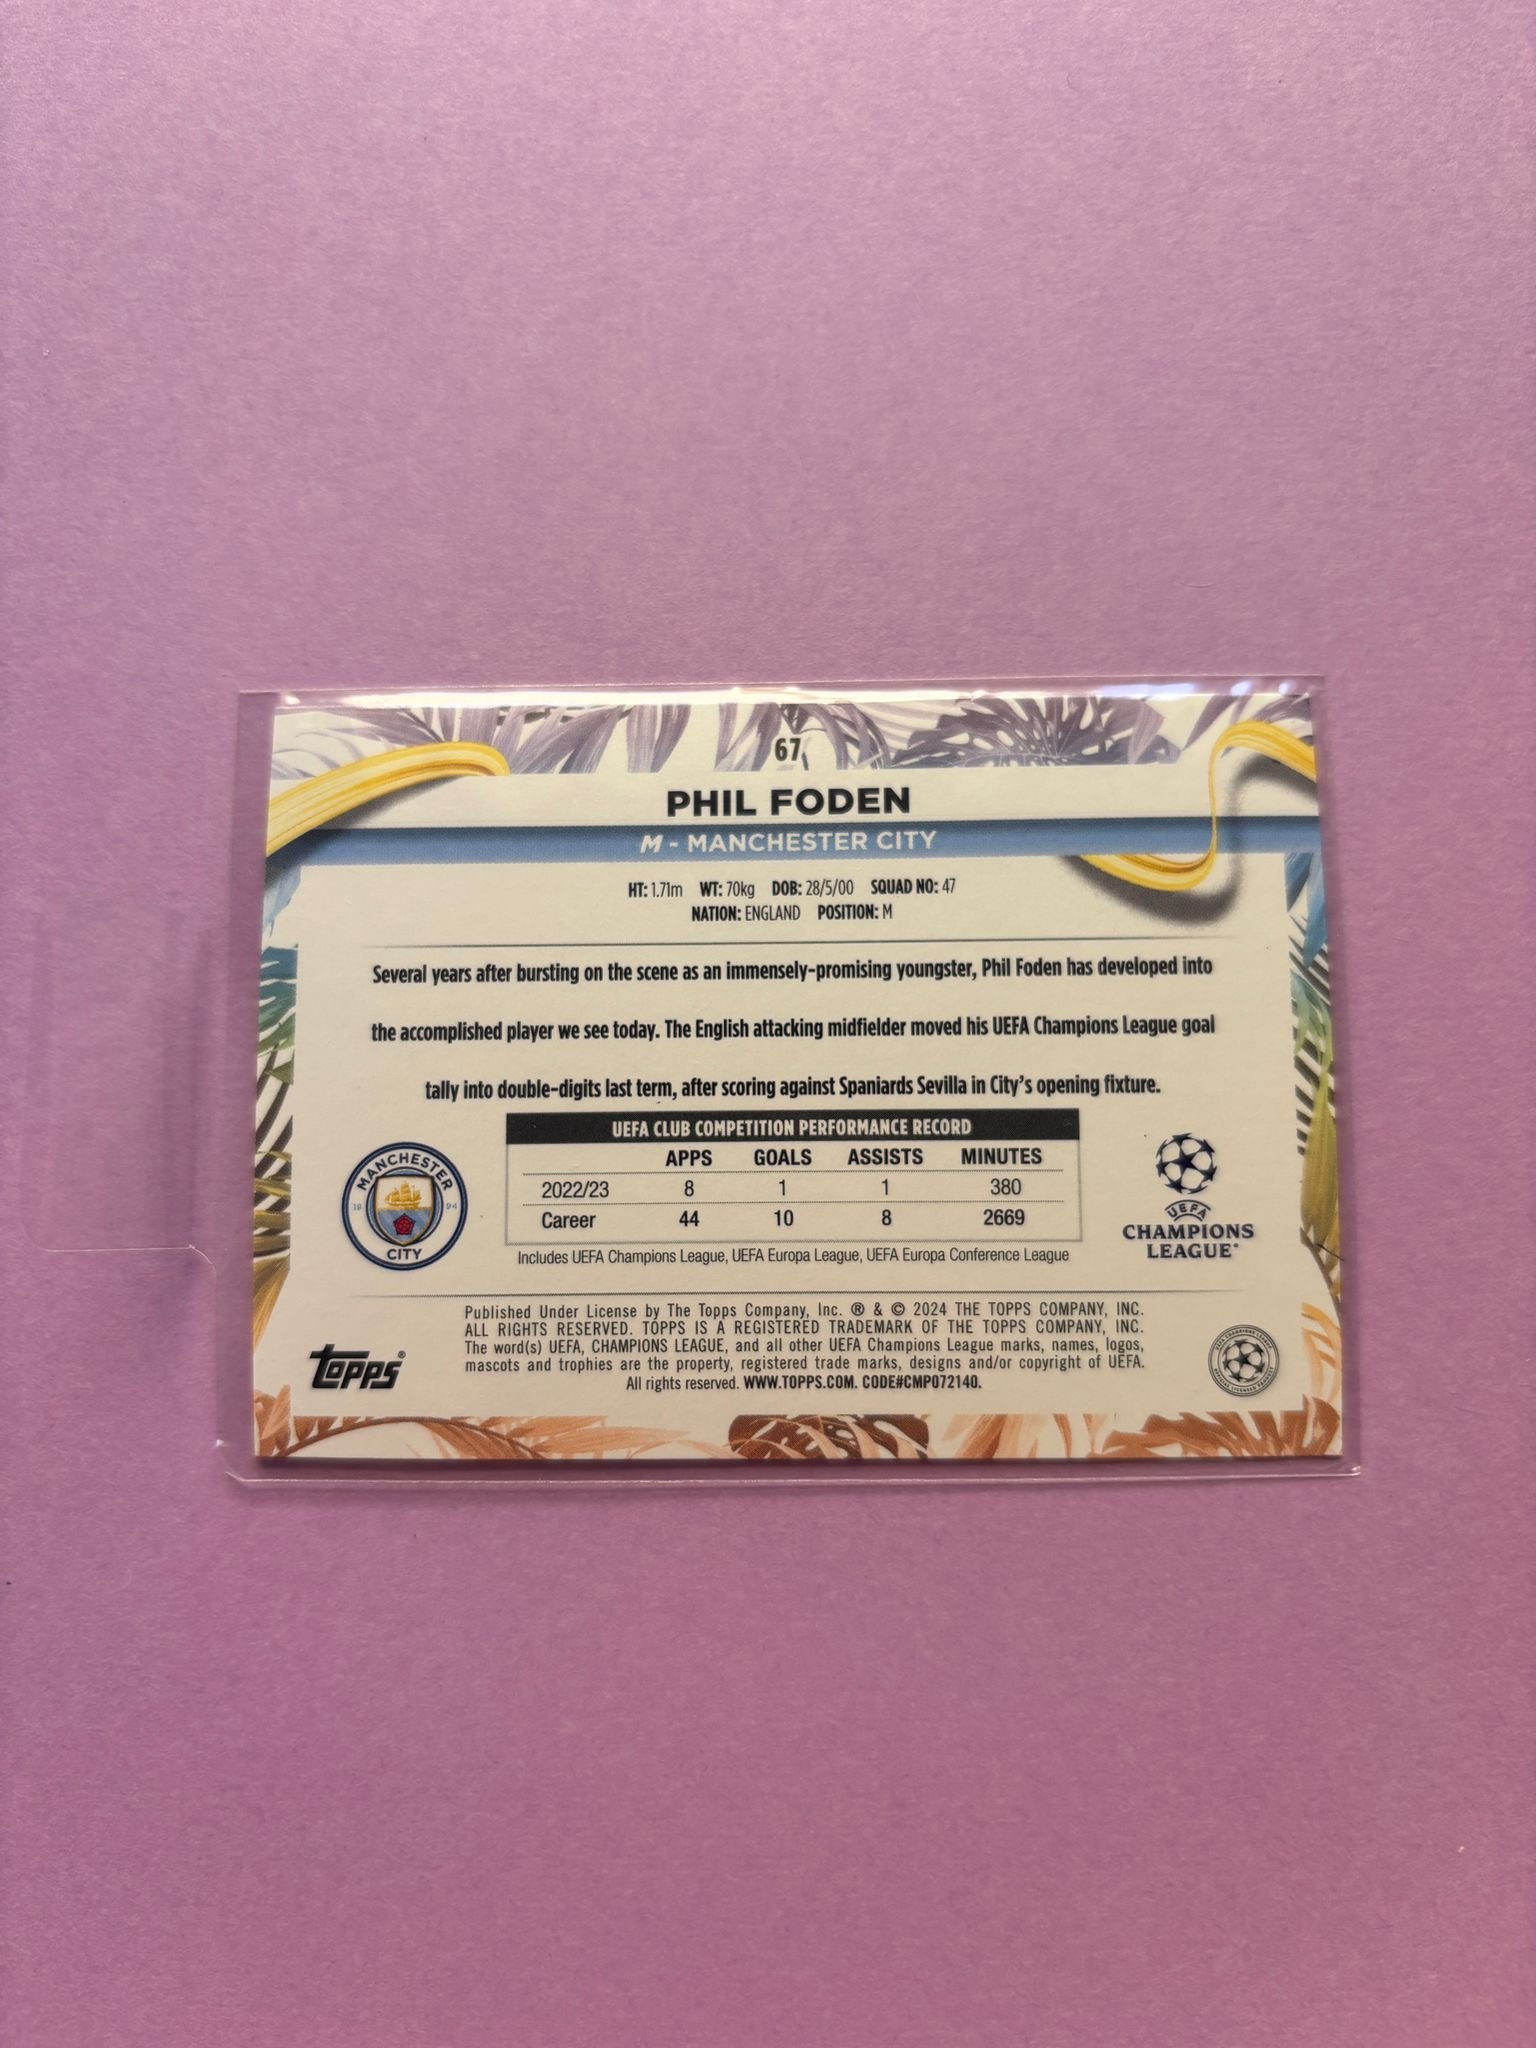 67
PHIL FODEN
M - MANCHESTER CITY
HT: 1.71m WT: 70kg DOB: 28/5/00 SQUAD NO: 47
NATION: ENGLAND POSITION: M
Several years after bursting on the scene as an immensely-promising youngster, Phil Foden has developed into
the accomplished player we see today. The English attacking midfielder moved his UEFA Champions League goal
tally into double-digits last term, after scoring against Spaniards Sevilla in City's opening fixture.
UEFA CLUB COMPETITION PERFORMANCE RECORD
APPS GOALS ASSISTS MINUTES
2022/23 8 1 1 380
Career 44 10 8 2669
Includes UEFA Champions League, UEFA Europa League, UEFA Europa Conference League
MANCHESTER
18 94
CITY
UEFA
CHAMPIONS
LEAGUE®
Published Under License by The Topps Company, Inc. ® & © 2024 THE TOPPS COMPANY, INC.
ALL RIGHTS RESERVED. TOPPS IS A REGISTERED TRADEMARK OF THE TOPPS COMPANY, INC.
The word(s) UEFA, CHAMPIONS LEAGUE, and all other UEFA Champions League marks, names, logos,
mascots and trophies are the property, registered trade marks, designs and/or copyright of UEFA.
All rights reserved. WWW.TOPPS.COM. CODE#CMP072140.
Topps®